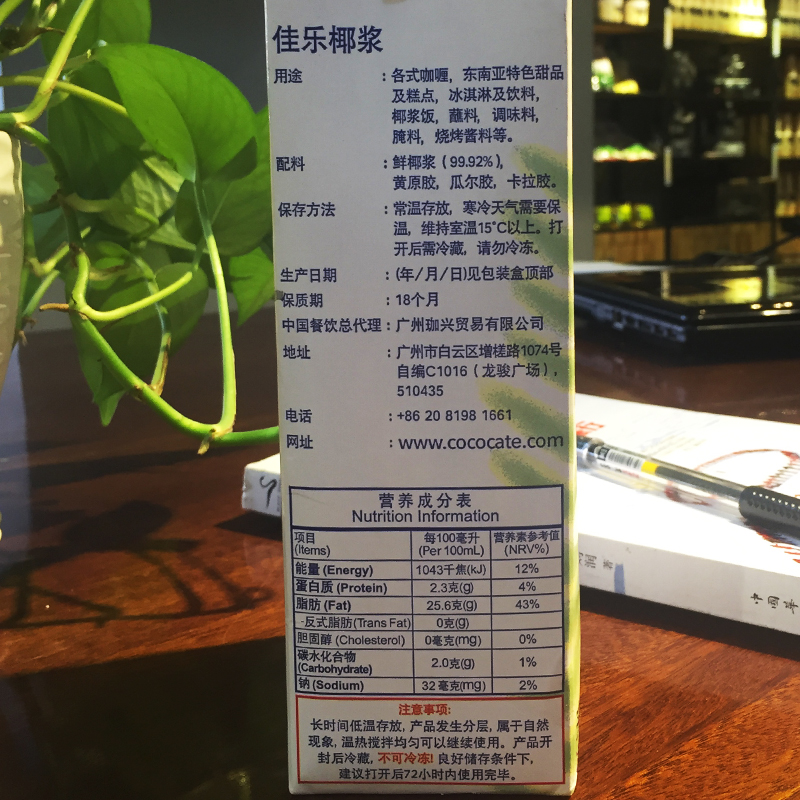 佳乐椰浆
用途 : 各式咖喱, 东南亚特色甜品
及糕点, 冰淇淋及饮料,
椰浆饭, 蘸料, 调味料,
腌料, 烧烤酱料等。
配料 : 鲜椰浆 (99.92%),
黄原胶, 瓜尔胶, 卡拉胶。
保存方法 : 常温存放, 寒冷天气需要保
温, 维持室温15°C以上。打
开后需冷藏, 请勿冷冻。
生产日期 : (年/月/日)见包装盒顶部
保质期 : 18个月
中国餐饮总代理 : 广州珈兴贸易有限公司
地址 : 广州市白云区增槎路1074号
自编C1016 (龙骏广场),
510435
电话 : +86 20 8198 1661
网址 : www.cococate.com
营养成分表
Nutrition Information
项目 每100毫升 营养素参考值
(Items) (Per 100mL) (NRV%)
能量 (Energy) 1043千焦(kJ) 12%
蛋白质 (Protein) 2.3克(g) 4%
脂肪 (Fat) 25.6克(g) 43%
-反式脂肪(Trans Fat) 0克(g)
胆固醇 (Cholesterol) 0毫克(mg) 0%
碳水化合物
(Carbohydrate) 2.0克(g) 1%
钠 (Sodium) 32 毫克(mg) 2%
注意事项:
长时间低温存放, 产品发生分层, 属于自然
现象, 温热搅拌均匀可以继续使用。产品开
封后冷藏, 不可冷冻! 良好储存条件下,
建议打开后72小时内使用完毕。
著
中国